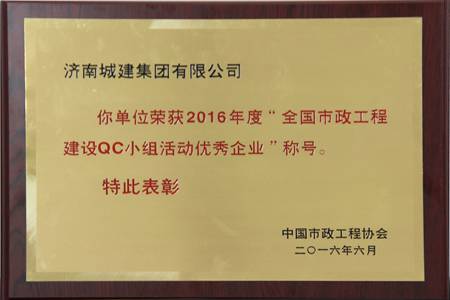 济南城建集团有限公司
你单位荣获2016年度“全国市政工程
建设QC小组活动优秀企业”称号。
特此表彰
中国市政工程协会
二〇一六年六月